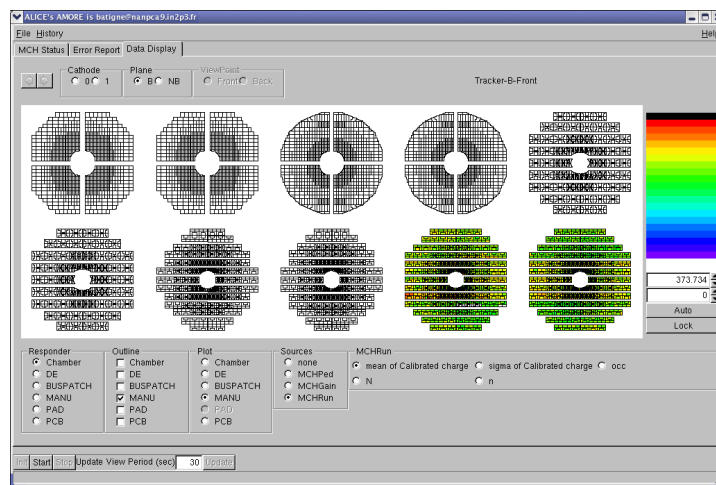 ALICE's AMORE is batigne@nanpca9.in2p3.fr
File History Help
MCH Status Error Report Data Display
Cathode Plane ViewPoint
0 1 B NB Front Back Tracker-B-Front
373.734
0
Auto
Lock
Responder Outline Plot Sources MCHRun
Chamber Chamber Chamber none mean of Calibrated charge sigma of Calibrated charge occ
DE DE DE MCHPed N n
BUSPATCH BUSPATCH BUSPATCH MCHGain
MANU MANU MANU MCHRun
PAD PAD PAD
PCB PCB PCB
Init Start Stop Update View Period (sec) 30 Update